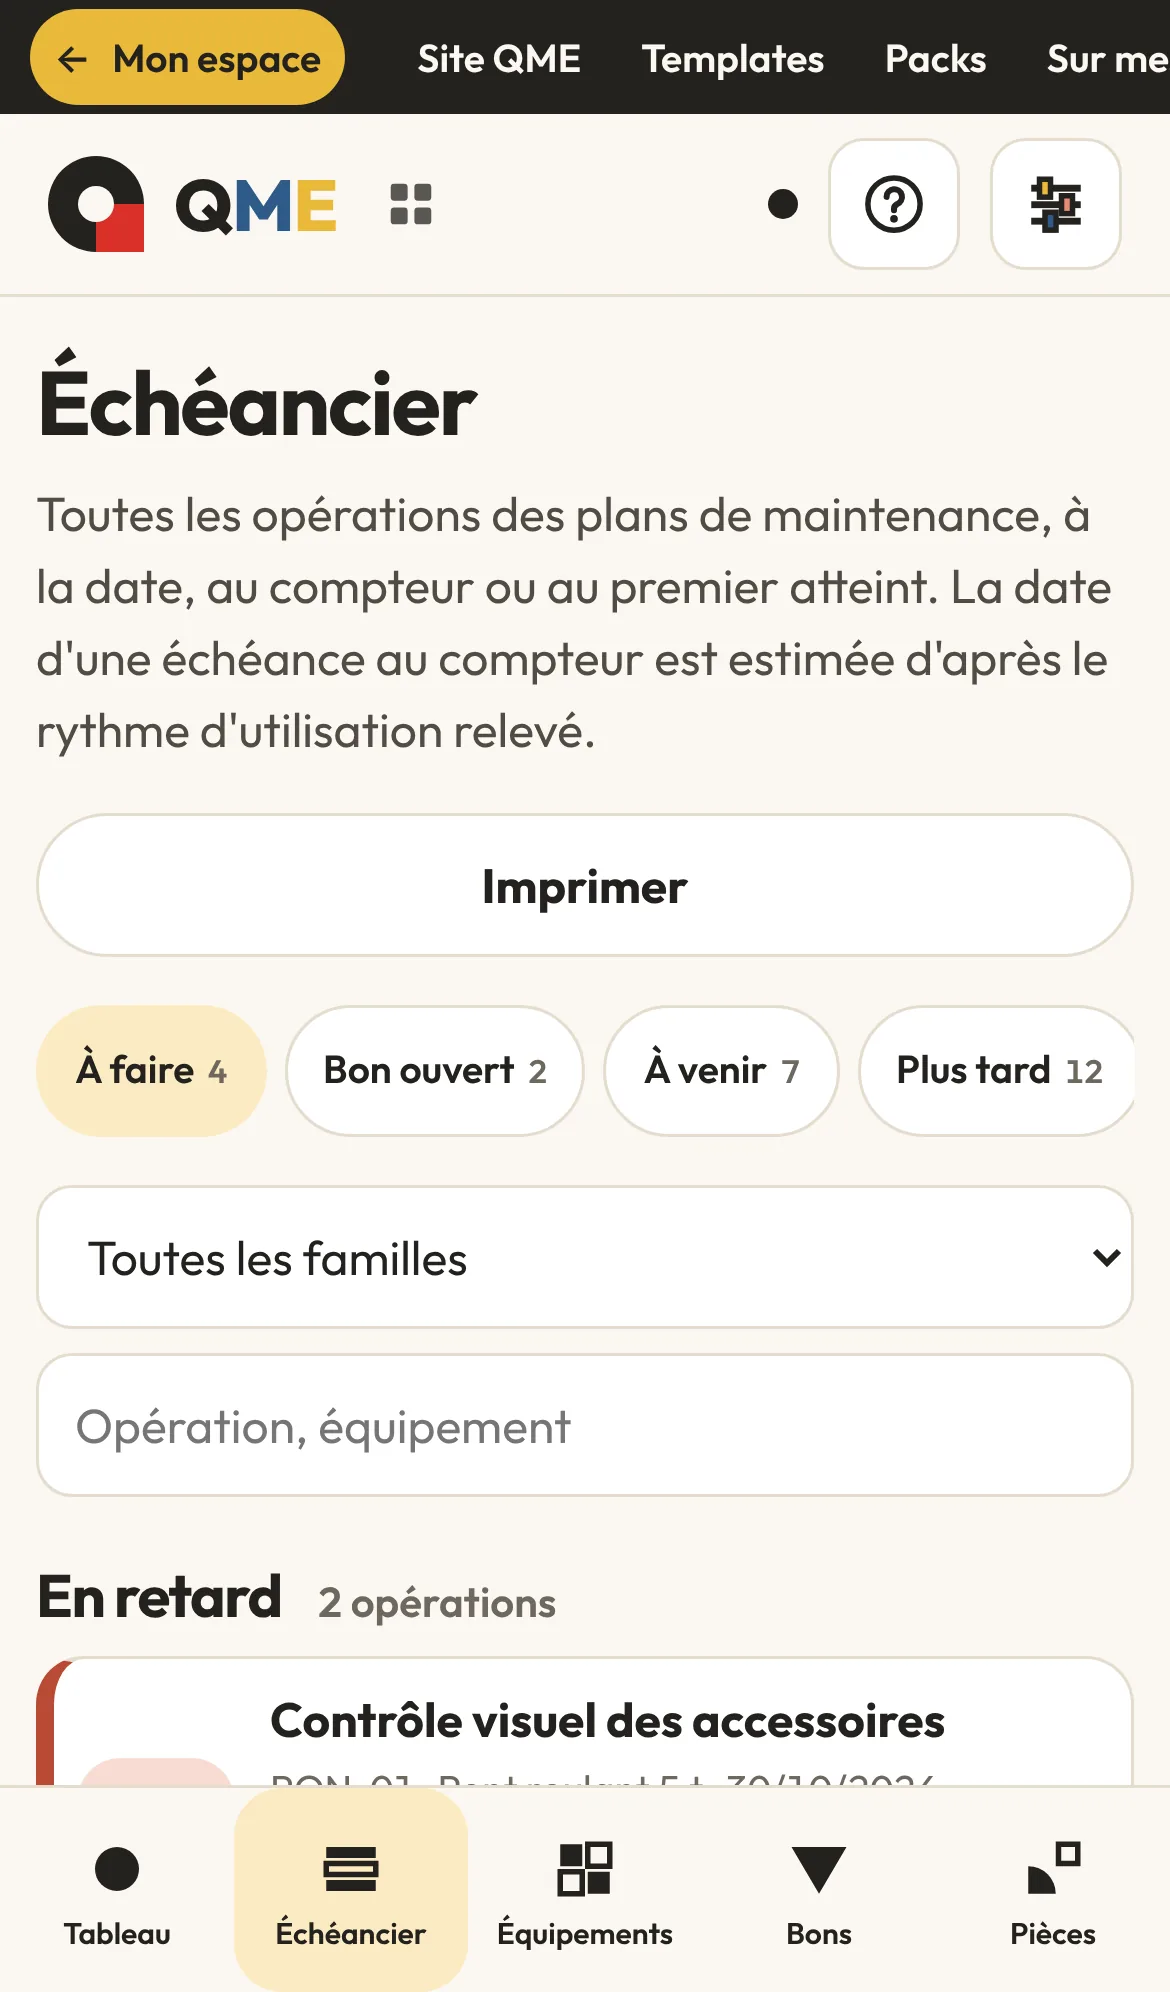 ← Mon espace Site QME Templates Packs Sur me
QME
Échéancier
Toutes les opérations des plans de maintenance, à
la date, au compteur ou au premier atteint. La date
d'une échéance au compteur est estimée d'après le
rythme d'utilisation relevé.
Imprimer
À faire 4 Bon ouvert 2 À venir 7 Plus tard 12
Toutes les familles
Opération, équipement
En retard 2 opérations
Contrôle visuel des accessoires
Tableau Échéancier Équipements Bons Pièces